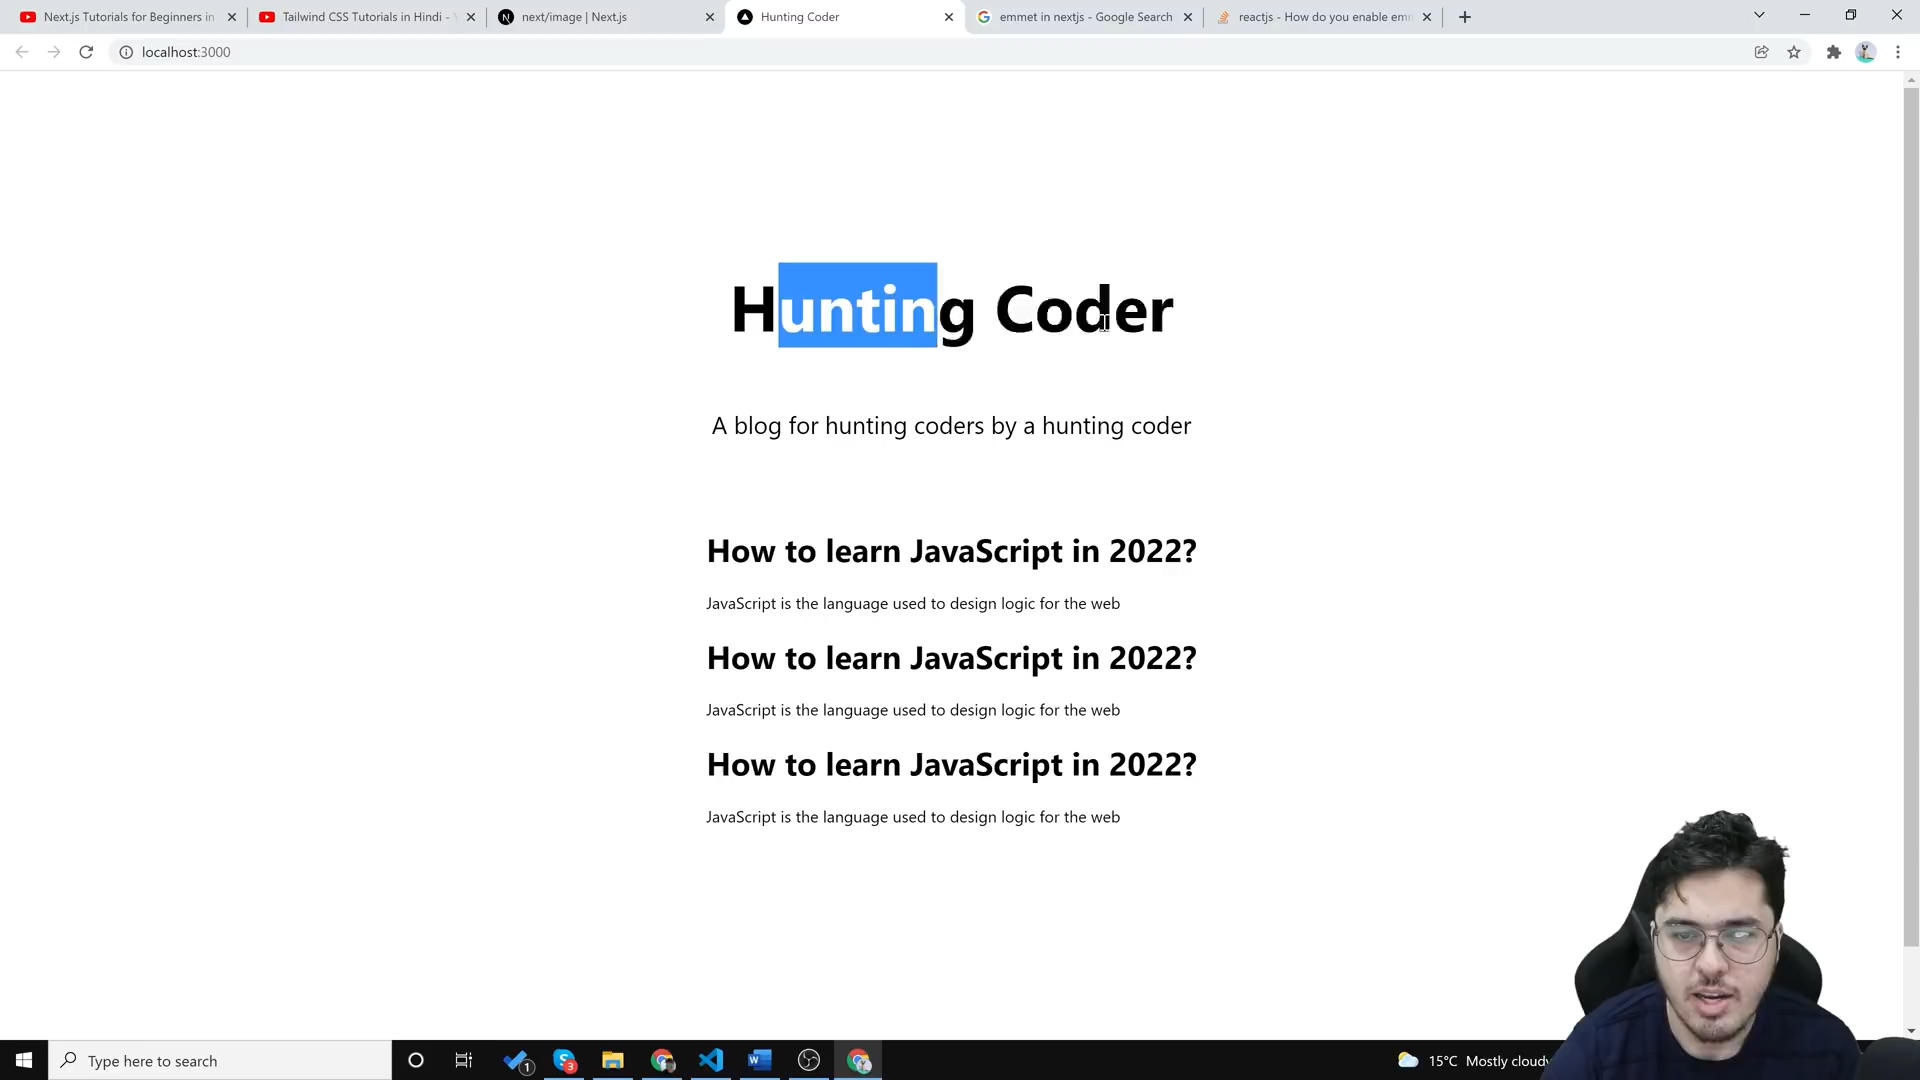 Next.js Tutorials for Beginners in
Tailwind CSS Tutorials in Hindi -
next/image | Next.js
Hunting Coder
emmet in nextjs - Google Search
reactjs - How do you enable em
localhost:3000
Hunting Coder
A blog for hunting coders by a hunting coder
How to learn JavaScript in 2022?
JavaScript is the language used to design logic for the web
How to learn JavaScript in 2022?
JavaScript is the language used to design logic for the web
How to learn JavaScript in 2022?
JavaScript is the language used to design logic for the web
Type here to search
1
3
15°C Mostly cloudy